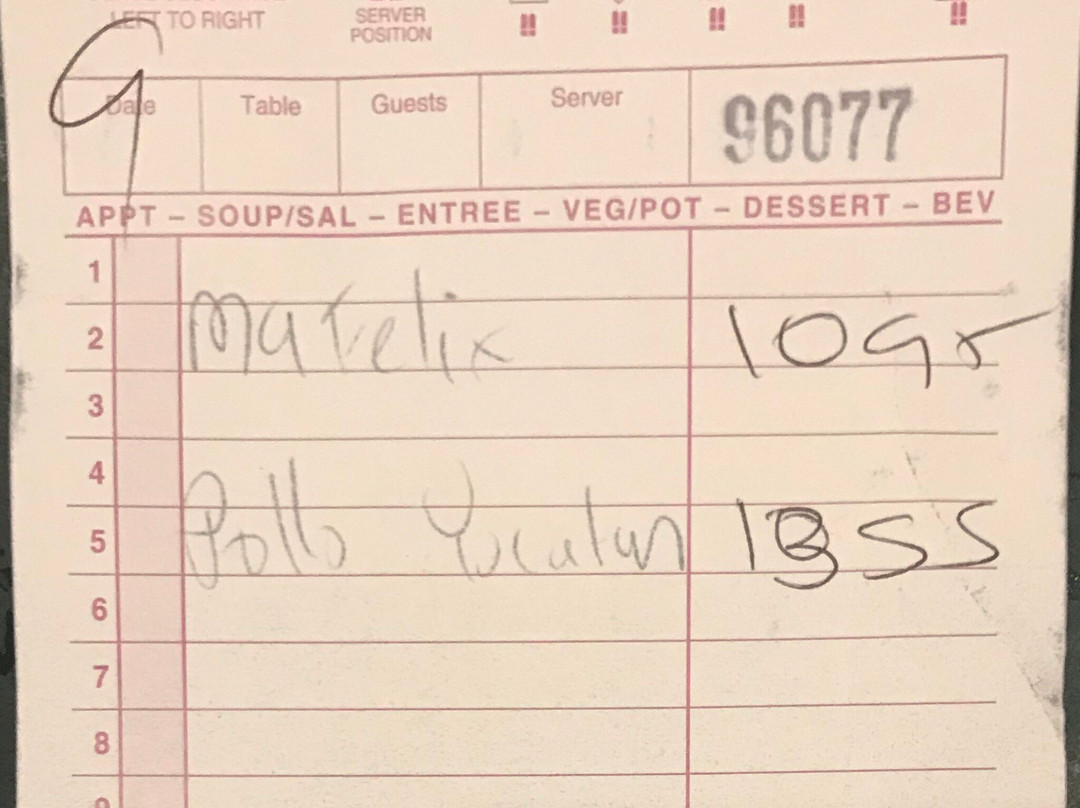 LEFT TO RIGHT
SERVER
POSITION
!! !! !! !! !!
9
Date Table Guests Server 96077
APPT – SOUP/SAL – ENTREE – VEG/POT – DESSERT – BEV
1
2 Ma Felix 1095
3
4
5 Pollo Yucatan 1355
6
7
8